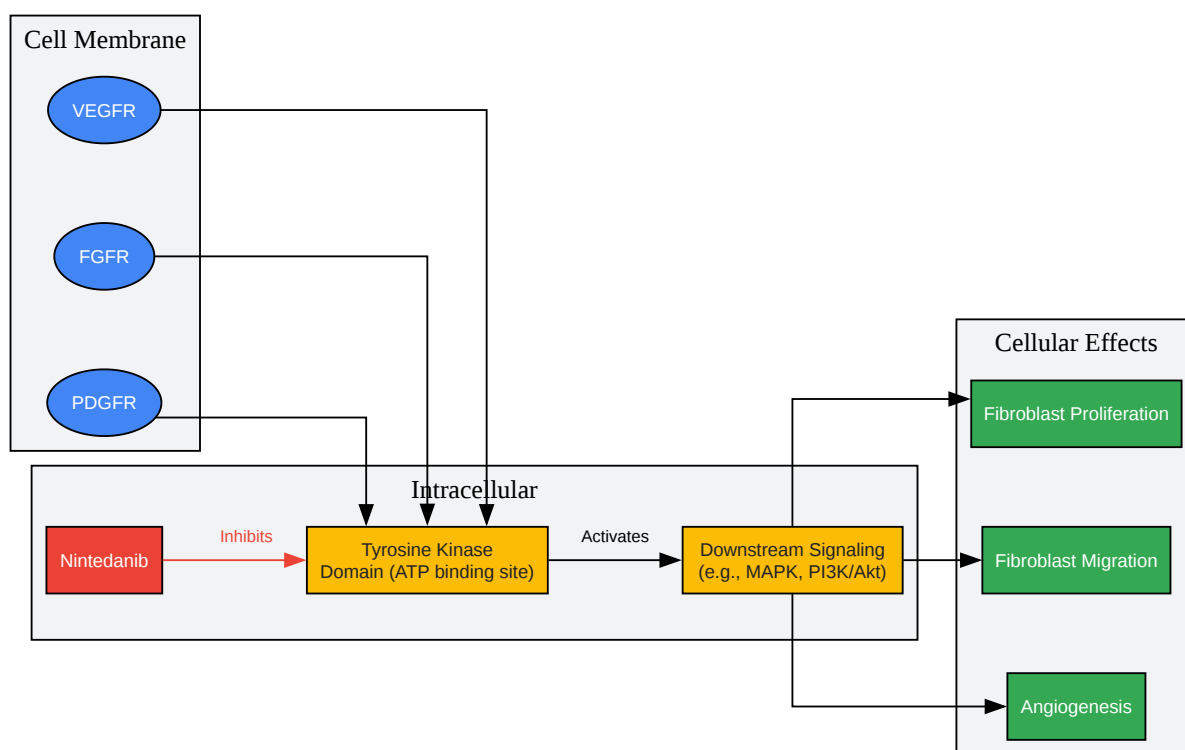 Cell Membrane
VEGFR
FGFR
PDGFR
Intracellular
Nintedanib
Inhibits
Tyrosine Kinase
Domain (ATP binding site)
Activates
Downstream Signaling
(e.g., MAPK, PI3K/Akt)
Cellular Effects
Fibroblast Proliferation
Fibroblast Migration
Angiogenesis